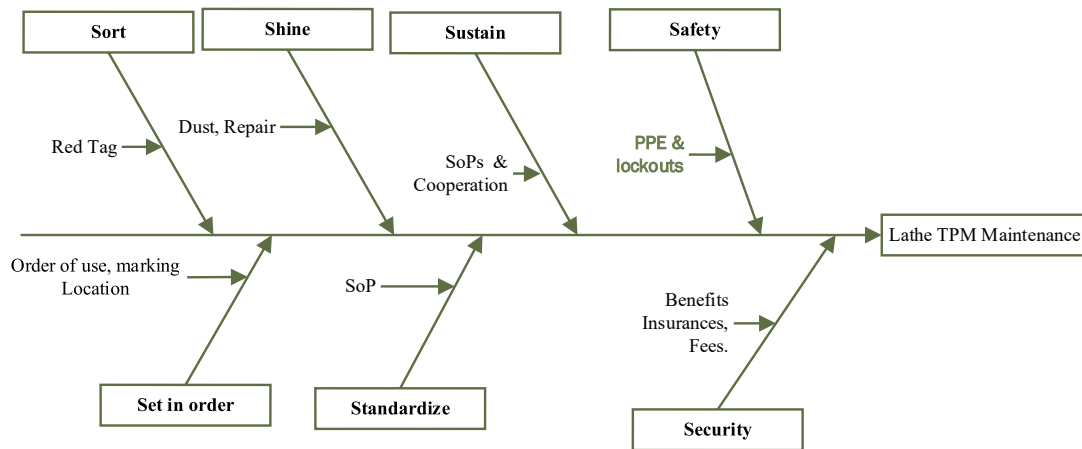 Sort
Shine
Sustain
Safety
Dust, Repair
Red Tag
SoPs &
Cooperation
PPE &
lockouts
Lathe TPM Maintenance
Order of use, marking
Location
SoP
Benefits
Insurances,
Fees.
Set in order
Standardize
Security